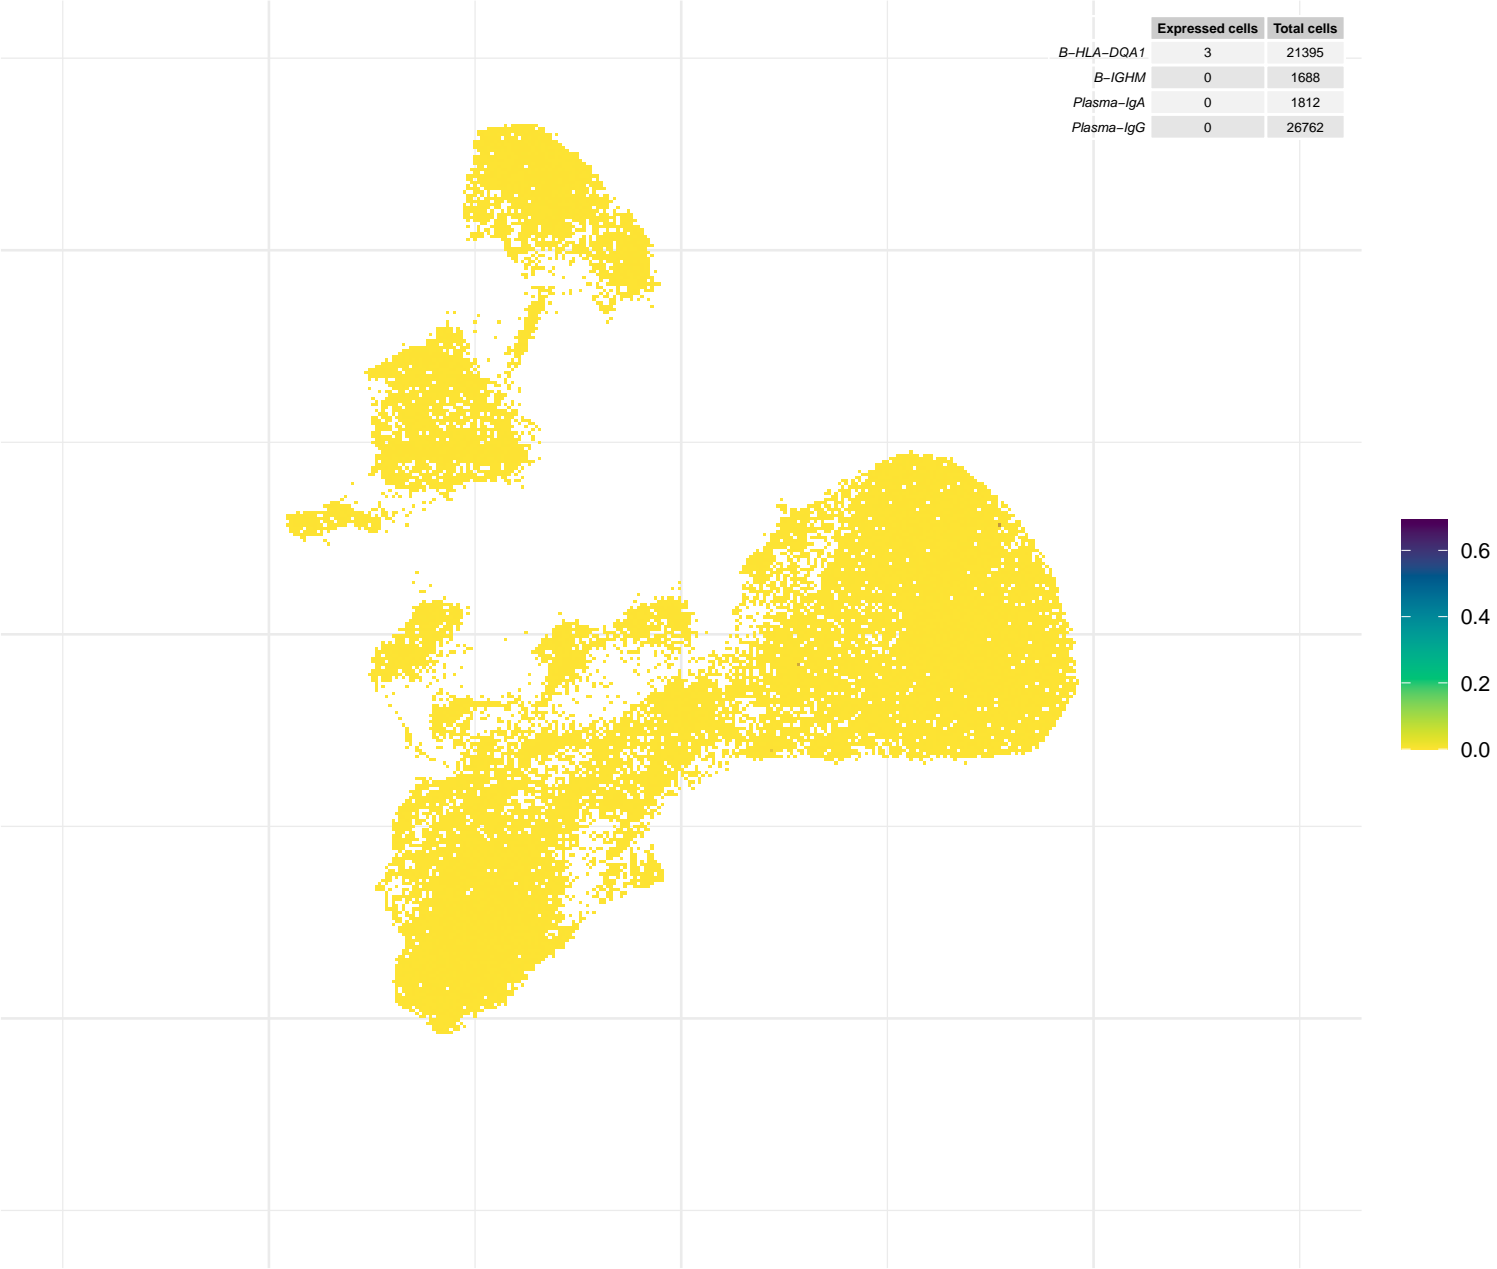 Expressed cells Total cells
B−HLA−DQA1 3 21395
B−IGHM 0 1688
Plasma−IgA 0 1812
Plasma−IgG 0 26762
0.6
0.4
0.2
0.0